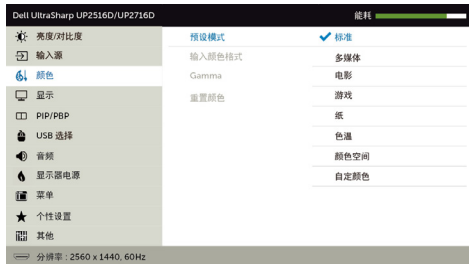 Dell UltraSharp UP2516D/UP2716D
能耗
亮度/对比度
输入源
颜色
显示
PIP/PBP
USB 选择
音频
显示器电源
菜单
个性设置
其他
预设模式
输入颜色格式
Gamma
重置颜色
标准
多媒体
电影
游戏
纸
色温
颜色空间
自定颜色
分辨率 : 2560 x 1440, 60Hz